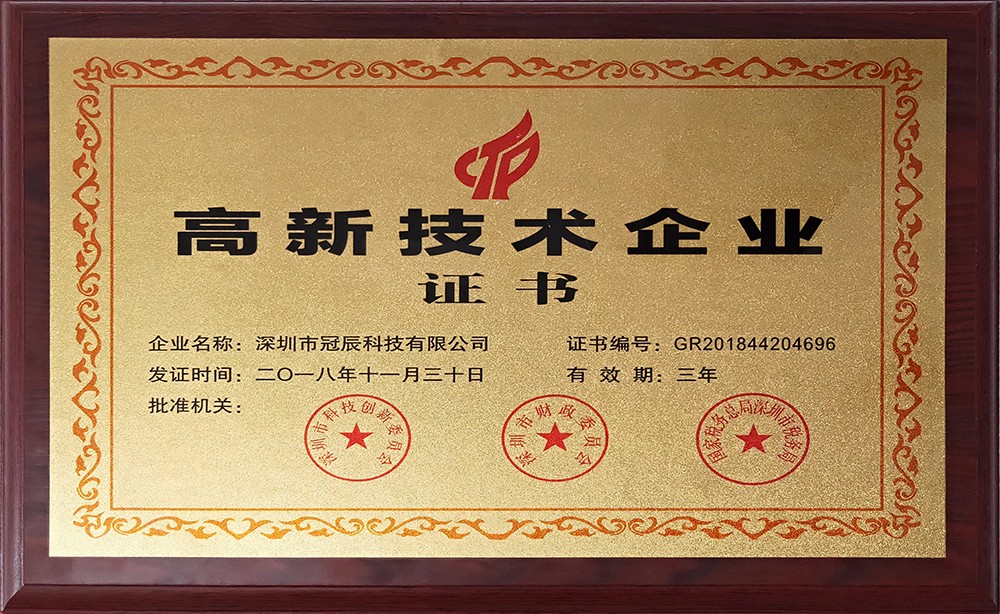 高新技术企业
证书
企业名称：深圳市冠辰科技有限公司
证书编号：GR201844204696
发证时间：二〇一八年十一月三十日
有效期：三年
批准机关：
深圳市科技创新委员会
深圳市财政委员会
国家税务总局深圳市税务局